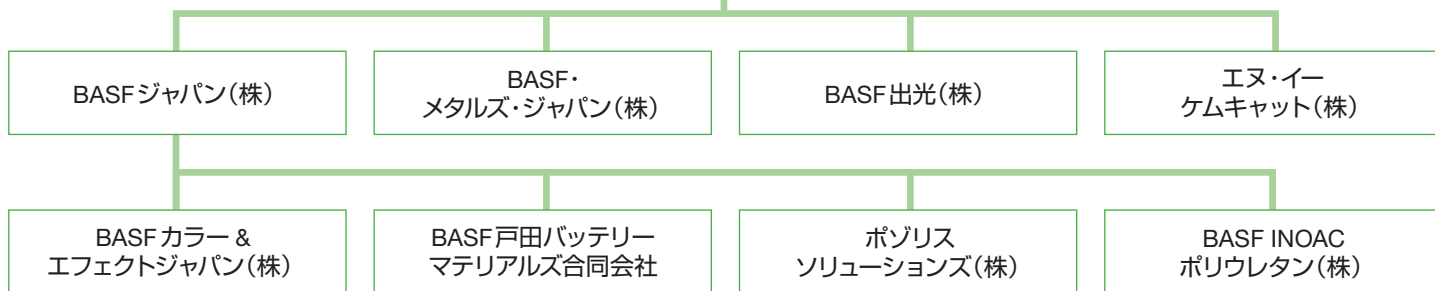 BASFジャパン（株）
BASF・
メタルズ・ジャパン（株）
BASF出光（株）
エヌ・イー
ケムキャット（株）
BASFカラー &
エフェクトジャパン（株）
BASF戸田バッテリー
マテリアルズ合同会社
ポゾリス
ソリューションズ（株）
BASF INOAC
ポリウレタン（株）